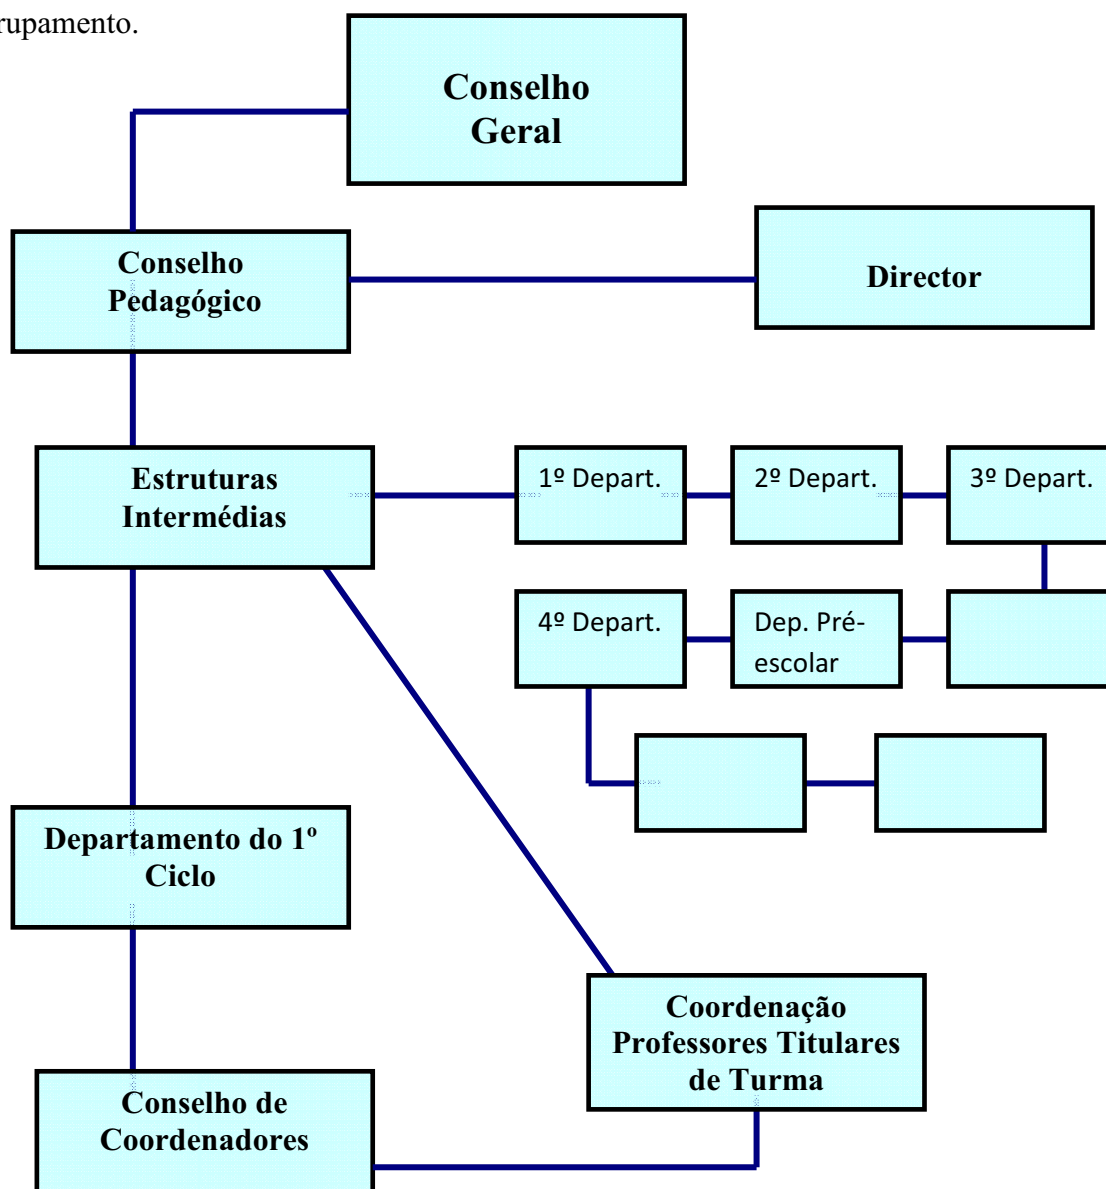 rupamento.
Conselho
Geral
Conselho
Pedagógico
Director
Estruturas
Intermédias
1º Depart.
2º Depart.
3º Depart.
4º Depart.
Dep. Pré-
escolar
Departamento do 1º
Ciclo
Coordenação
Professores Titulares
de Turma
Conselho de
Coordenadores